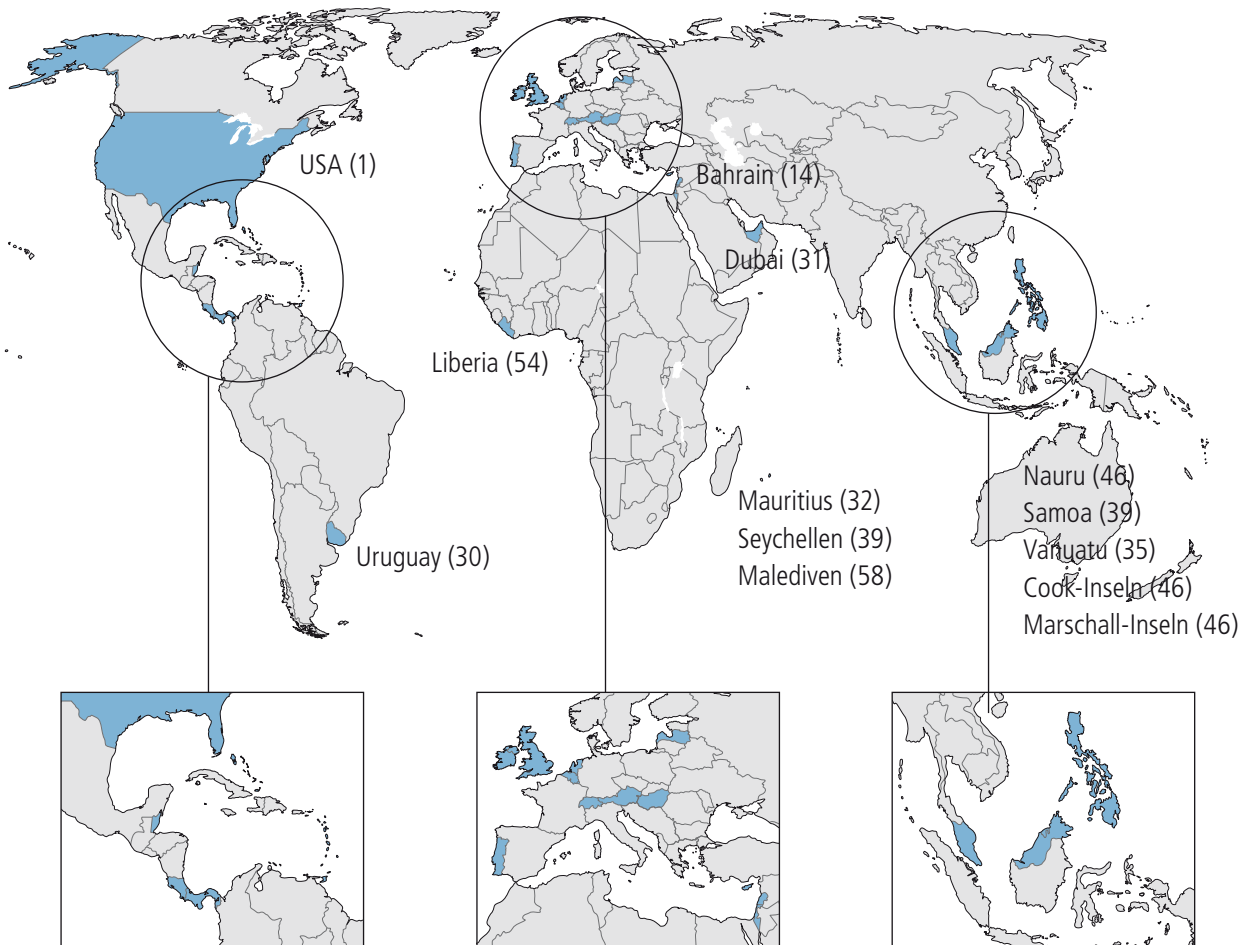 USA (1)
Bahrain (14)
Dubai (31)
Liberia (54)
Uruguay (30)
Mauritius (32)
Seychellen (39)
Malediven (58)
Nauru (46)
Samoa (39)
Vanuatu (35)
Cook-Inseln (46)
Marschall-Inseln (46)